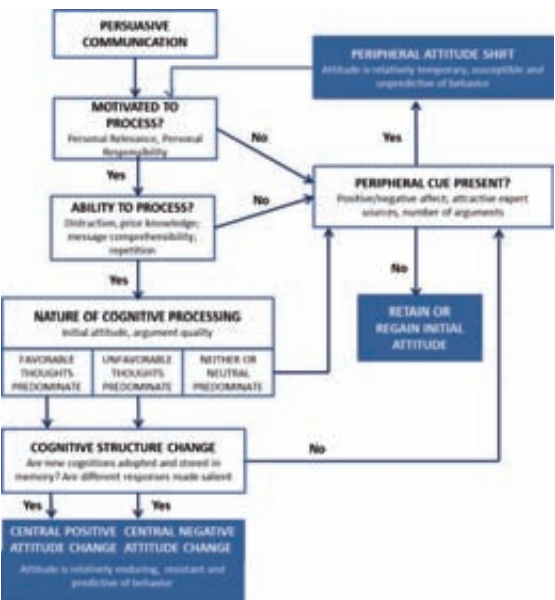 PERSUASIVE
COMMUNICATION
PERIPHERAL ATTITUDE SHIFT
Attitude is relatively temporary, susceptible and
unpredictive of behavior
MOTIVATED TO
PROCESS?
Personal Relevance, Personal
Responsibility
No
Yes
Yes
PERIPHERAL CUE PRESENT?
Positive/negative affect; attractive expert
sources, number of arguments
ABILITY TO PROCESS?
Distraction, prior knowledge;
message comprehensibility;
repetition
No
Yes
No
NATURE OF COGNITIVE PROCESSING
initial attitude, argument quality
FAVORABLE
THOUGHTS
PREDOMINATE
UNFAVORABLE
THOUGHTS
PREDOMINATE
NEITHER OR
NEUTRAL
PREDOMINATE
RETAIN OR
REGAIN INITIAL
ATTITUDE
COGNITIVE STRUCTURE CHANGE
Are new cognitions adopted and stored in
memory? Are different responses made salient
No
Yes
Yes
CENTRAL POSITIVE
ATTITUDE CHANGE
CENTRAL NEGATIVE
ATTITUDE CHANGE
Attitude is relatively enduring, resistant and
predictive of behavior